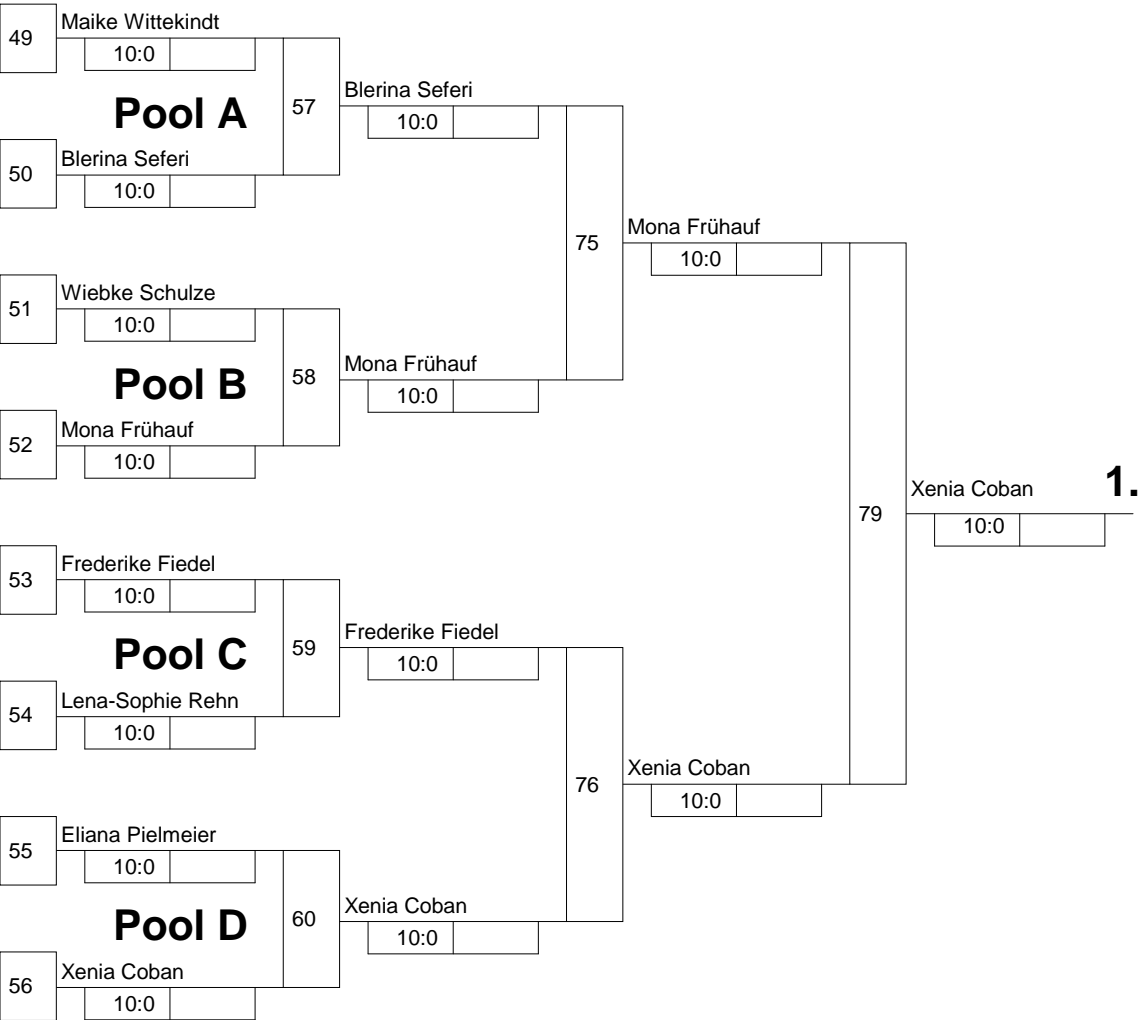 49 Maike Wittekindt
10:0
Pool A
57 Blerina Seferi
10:0
50 Blerina Seferi
10:0
75 Mona Frühauf
10:0
51 Wiebke Schulze
10:0
Pool B
58 Mona Frühauf
10:0
52 Mona Frühauf
10:0
79 Xenia Coban 1.
10:0
53 Frederike Fiedel
10:0
Pool C
59 Frederike Fiedel
10:0
54 Lena-Sophie Rehn
10:0
76 Xenia Coban
10:0
55 Eliana Pielmeier
10:0
Pool D
60 Xenia Coban
10:0
56 Xenia Coban
10:0